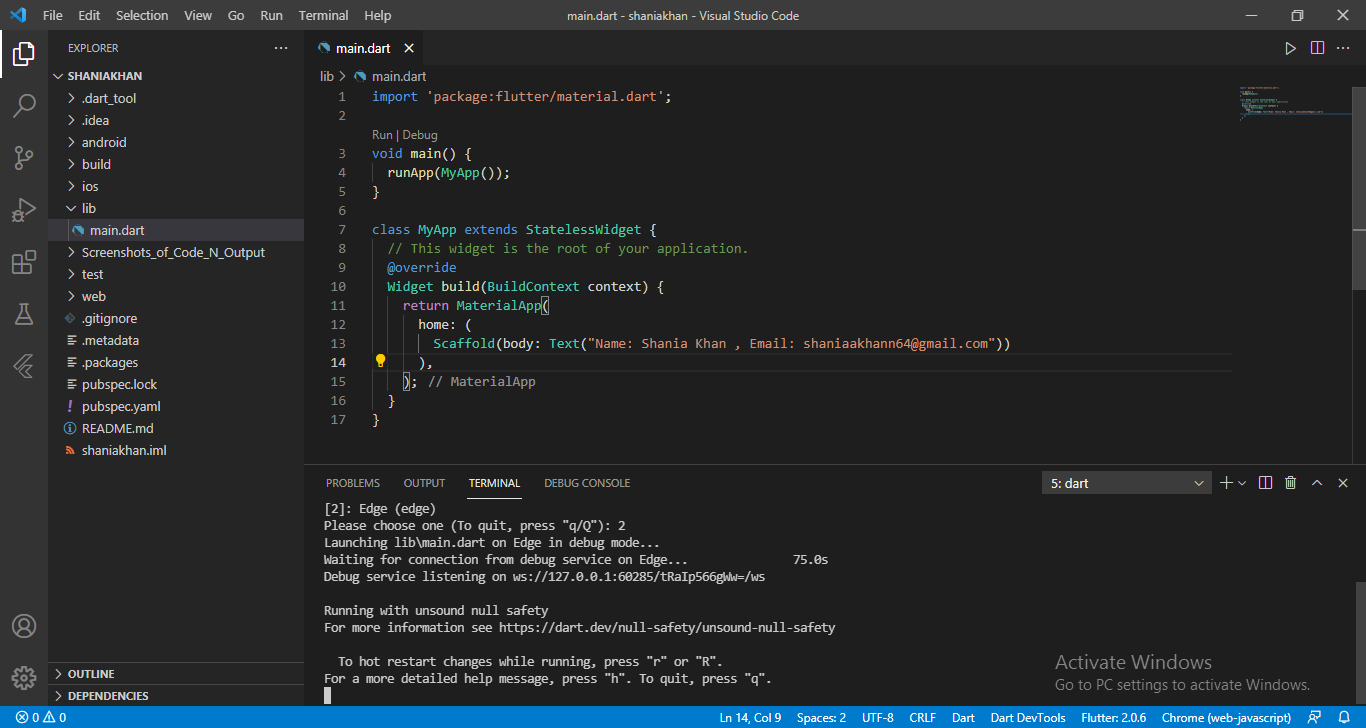 File Edit Selection View Go Run Terminal Help
main.dart - shaniakhan - Visual Studio Code
EXPLORER
SHANIAKHAN
.dart_tool
.idea
android
build
ios
lib
main.dart
Screenshots_of_Code_N_Output
test
web
.gitignore
.metadata
.packages
pubspec.lock
pubspec.yaml
README.md
shaniakhan.iml
OUTLINE
DEPENDENCIES
main.dart
lib > main.dart
1 import 'package:flutter/material.dart';
2
Run | Debug
3 void main() {
4 runApp(MyApp());
5 }
6
7 class MyApp extends StatelessWidget {
8 // This widget is the root of your application.
9 @override
10 Widget build(BuildContext context) {
11 return MaterialApp(
12 home: (
13 Scaffold(body: Text("Name: Shania Khan , Email: shaniaakhann64@gmail.com"))
14 ),
15 ); // MaterialApp
16 }
17 }
PROBLEMS OUTPUT TERMINAL DEBUG CONSOLE
5: dart
[2]: Edge (edge)
Please choose one (To quit, press "q/Q"): 2
Launching lib\main.dart on Edge in debug mode...
Waiting for connection from debug service on Edge... 75.0s
Debug service listening on ws://127.0.0.1:60285/tRaIp566gWw=/ws
Running with unsound null safety
For more information see https://dart.dev/null-safety/unsound-null-safety
To hot restart changes while running, press "r" or "R".
For a more detailed help message, press "h". To quit, press "q".
Activate Windows
Go to PC settings to activate Windows.
0 0
Ln 14, Col 9 Spaces: 2 UTF-8 CRLF Dart Dart DevTools Flutter: 2.0.6 Chrome (web-javascript)